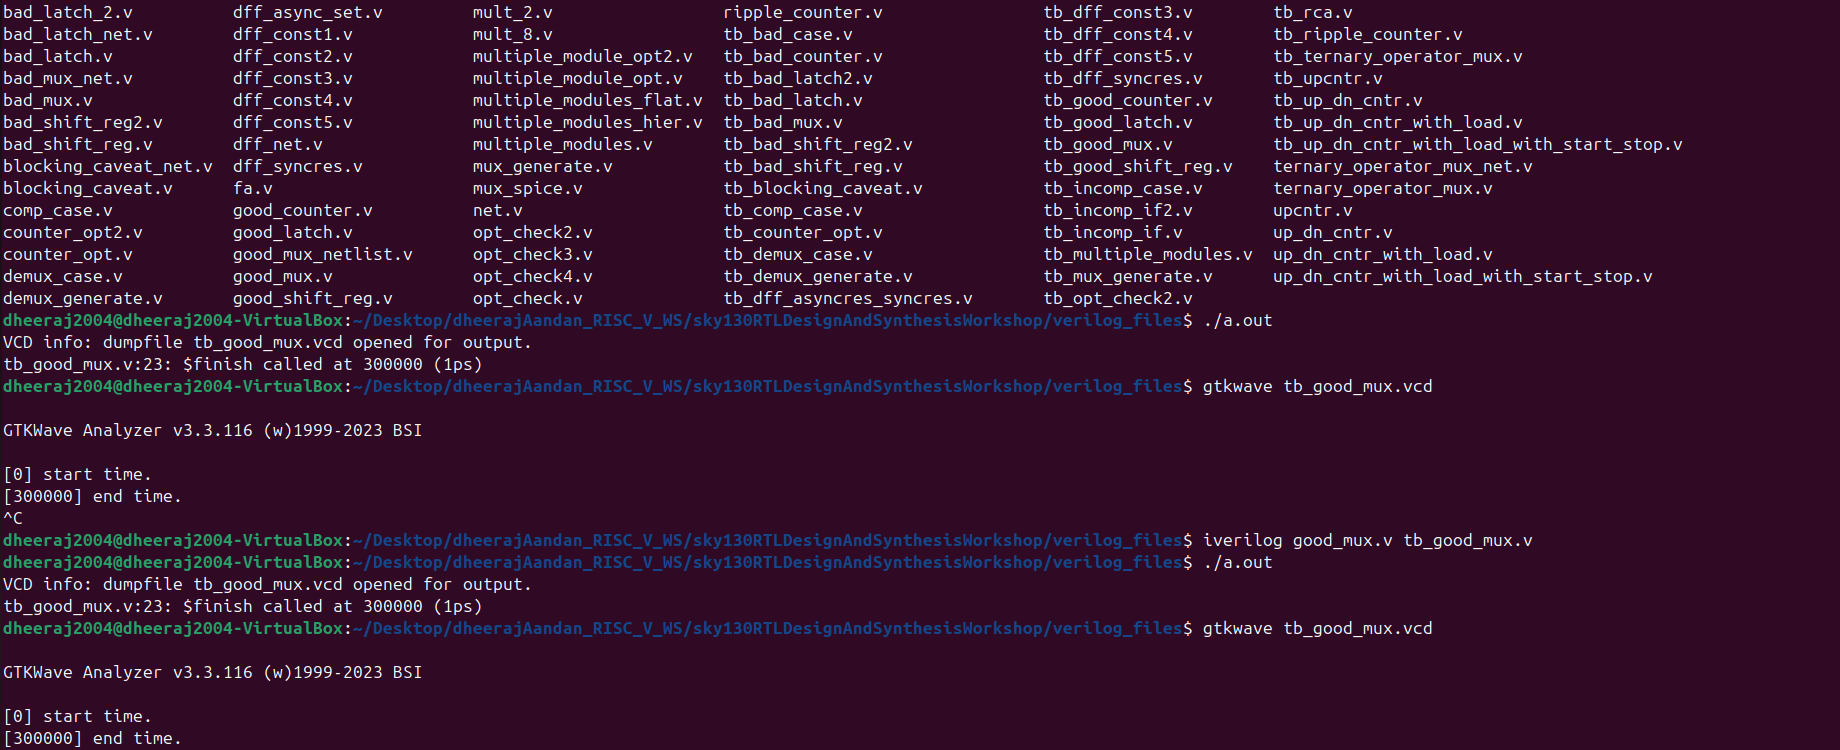 bad_latch_2.v dff_async_set.v mult_2.v ripple_counter.v tb_dff_const3.v tb_rca.v
bad_latch_net.v dff_const1.v mult_8.v tb_bad_case.v tb_dff_const4.v tb_ripple_counter.v
bad_latch.v dff_const2.v multiple_module_opt2.v tb_bad_counter.v tb_dff_const5.v tb_ternary_operator_mux.v
bad_mux_net.v dff_const3.v multiple_module_opt.v tb_bad_latch2.v tb_dff_syncres.v tb_upcntr.v
bad_mux.v dff_const4.v multiple_modules_flat.v tb_bad_latch.v tb_good_counter.v tb_up_dn_cntr.v
bad_shift_reg2.v dff_const5.v multiple_modules_hier.v tb_bad_mux.v tb_good_latch.v tb_up_dn_cntr_with_load.v
bad_shift_reg.v dff_net.v multiple_modules.v tb_bad_shift_reg2.v tb_good_mux.v tb_up_dn_cntr_with_load_with_start_stop.v
blocking_caveat_net.v dff_syncres.v mux_generate.v tb_bad_shift_reg.v tb_good_shift_reg.v ternary_operator_mux_net.v
blocking_caveat.v fa.v mux_spice.v tb_blocking_caveat.v tb_incomp_case.v ternary_operator_mux.v
comp_case.v good_counter.v net.v tb_comp_case.v tb_incomp_if2.v upcntr.v
counter_opt2.v good_latch.v opt_check2.v tb_counter_opt.v tb_incomp_if.v up_dn_cntr.v
counter_opt.v good_mux_netlist.v opt_check3.v tb_demux_case.v tb_multiple_modules.v up_dn_cntr_with_load.v
demux_case.v good_mux.v opt_check4.v tb_demux_generate.v tb_mux_generate.v up_dn_cntr_with_load_with_start_stop.v
demux_generate.v good_shift_reg.v opt_check.v tb_dff_asyncres_syncres.v tb_opt_check2.v
dheeraj2004@dheeraj2004-VirtualBox:~/Desktop/dheerajAandan_RISC_V_WS/sky130RTLDesignAndSynthesisWorkshop/verilog_files$ ./a.out
VCD info: dumpfile tb_good_mux.vcd opened for output.
tb_good_mux.v:23: $finish called at 300000 (1ps)
dheeraj2004@dheeraj2004-VirtualBox:~/Desktop/dheerajAandan_RISC_V_WS/sky130RTLDesignAndSynthesisWorkshop/verilog_files$ gtkwave tb_good_mux.vcd
GTKWave Analyzer v3.3.116 (w)1999-2023 BSI
[0] start time.
[300000] end time.
^C
dheeraj2004@dheeraj2004-VirtualBox:~/Desktop/dheerajAandan_RISC_V_WS/sky130RTLDesignAndSynthesisWorkshop/verilog_files$ iverilog good_mux.v tb_good_mux.v
dheeraj2004@dheeraj2004-VirtualBox:~/Desktop/dheerajAandan_RISC_V_WS/sky130RTLDesignAndSynthesisWorkshop/verilog_files$ ./a.out
VCD info: dumpfile tb_good_mux.vcd opened for output.
tb_good_mux.v:23: $finish called at 300000 (1ps)
dheeraj2004@dheeraj2004-VirtualBox:~/Desktop/dheerajAandan_RISC_V_WS/sky130RTLDesignAndSynthesisWorkshop/verilog_files$ gtkwave tb_good_mux.vcd
GTKWave Analyzer v3.3.116 (w)1999-2023 BSI
[0] start time.
[300000] end time.